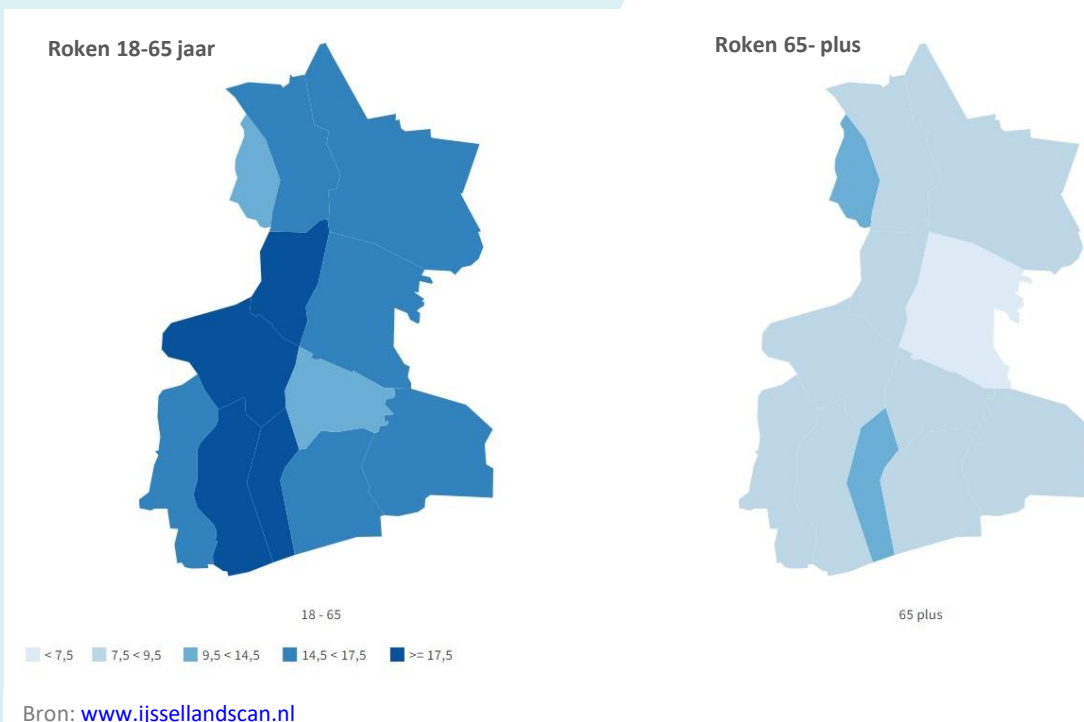 Roken 18-65 jaar
Roken 65- plus
18 - 65
65 plus
< 7,5 7,5 < 9,5 9,5 < 14,5 14,5 < 17,5 >= 17,5
Bron: www.ijssellandscan.nl